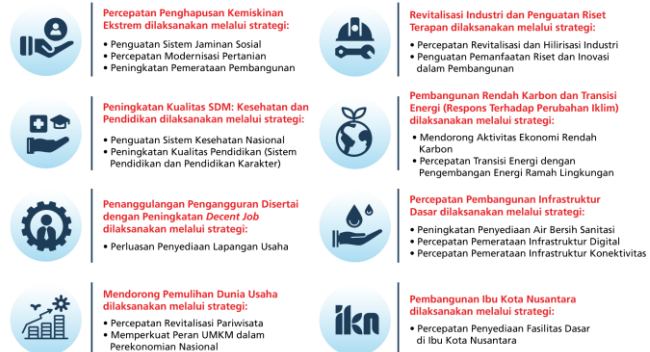 Percepatan Penghapusan Kemiskinan
Ekstrem dilaksanakan melalui strategi:
• Penguatan Sistem Jaminan Sosial
• Percepatan Modernisasi Pertanian
• Peningkatan Pemerataan Pembangunan
Peningkatan Kualitas SDM: Kesehatan dan
Pendidikan dilaksanakan melalui strategi:
• Penguatan Sistem Kesehatan Nasional
• Peningkatan Kualitas Pendidikan (Sistem
Pendidikan dan Pendidikan Karakter)
Penanggulangan Pengangguran Disertai
dengan Peningkatan Decent Job
dilaksanakan melalui strategi:
• Perluasan Penyediaan Lapangan Usaha
Mendorong Pemulihan Dunia Usaha
dilaksanakan melalui strategi:
• Percepatan Revitalisasi Pariwisata
• Memperkuat Peran UMKM dalam
Perekonomian Nasional
Revitalisasi Industri dan Penguatan Riset
Terapan dilaksanakan melalui strategi:
• Percepatan Revitalisasi dan Hilirisasi Industri
• Penguatan Pemanfaatan Riset dan Inovasi
dalam Pembangunan
Pembangunan Rendah Karbon dan Transisi
Energi (Respons Terhadap Perubahan Iklim)
dilaksanakan melalui strategi:
• Mendorong Aktivitas Ekonomi Rendah
Karbon
• Percepatan Transisi Energi dengan
Pengembangan Energi Ramah Lingkungan
Percepatan Pembangunan Infrastruktur
Dasar dilaksanakan melalui strategi:
• Peningkatan Penyediaan Air Bersih Sanitasi
• Percepatan Pemerataan Infrastruktur Digital
• Percepatan Pemerataan Infrastruktur Konektivitas
ikn
Pembangunan Ibu Kota Nusantara
dilaksanakan melalui strategi:
• Percepatan Penyediaan Fasilitas Dasar
di Ibu Kota Nusantara